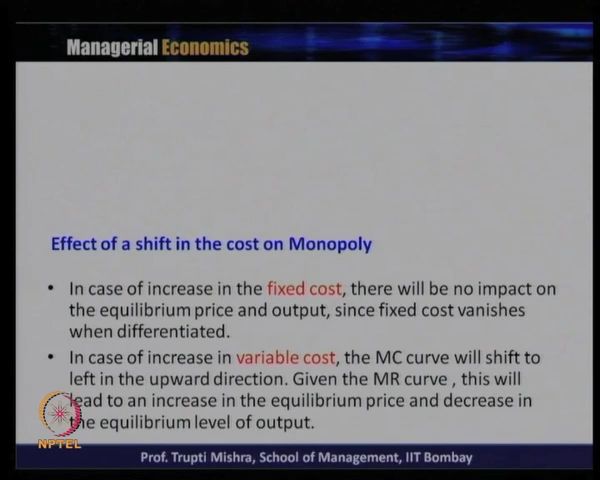 Managerial Economics
Effect of a shift in the cost on Monopoly
• In case of increase in the fixed cost, there will be no impact on
the equilibrium price and output, since fixed cost vanishes
when differentiated.
• In case of increase in variable cost, the MC curve will shift to
left in the upward direction. Given the MR curve , this will
lead to an increase in the equilibrium price and decrease in
the equilibrium level of output.
NPTEL
Prof. Trupti Mishra, School of Management, IIT Bombay